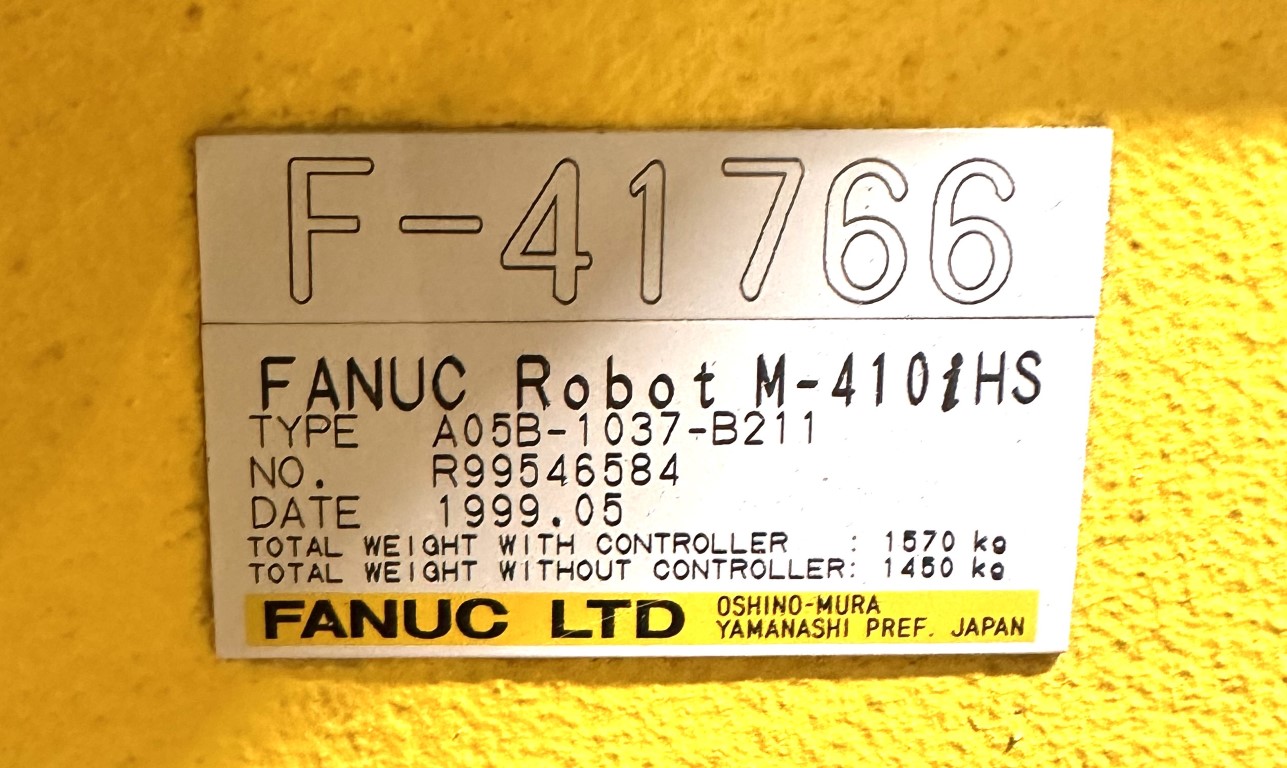 F-41766
FANUC Robot M-410iHS
TYPE A05B-1037-B211
NO. R99546584
DATE 1999.05
TOTAL WEIGHT WITH CONTROLLER : 1570 kg
TOTAL WEIGHT WITHOUT CONTROLLER: 1450 kg
FANUC LTD
OSHINO-MURA
YAMANASHI PREF. JAPAN